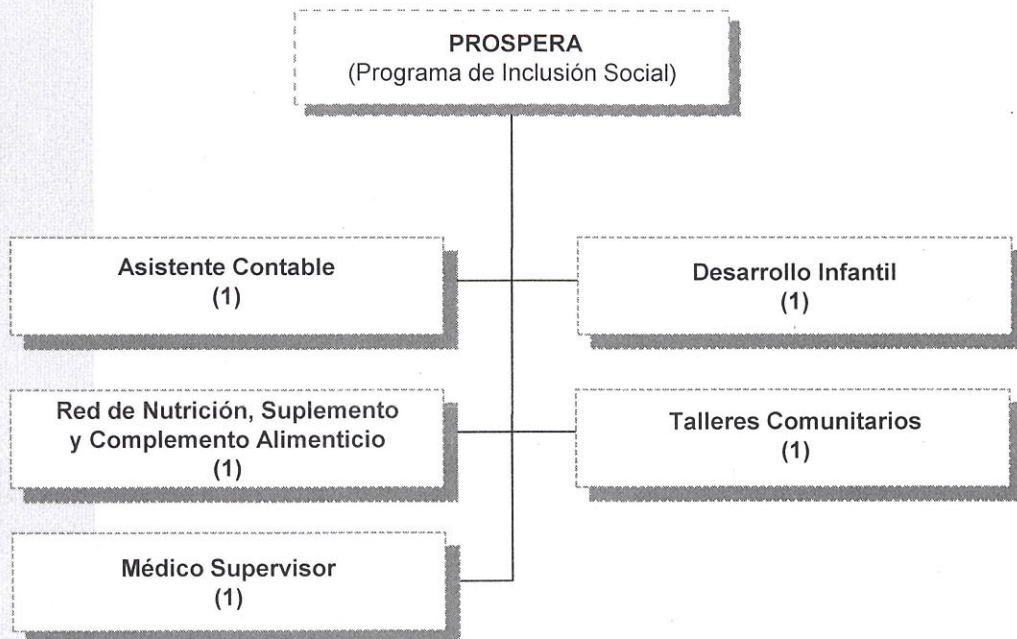 PROSPERA
(Programa de Inclusión Social)
Asistente Contable
(1)
Desarrollo Infantil
(1)
Red de Nutrición, Suplemento
y Complemento Alimenticio
(1)
Talleres Comunitarios
(1)
Médico Supervisor
(1)